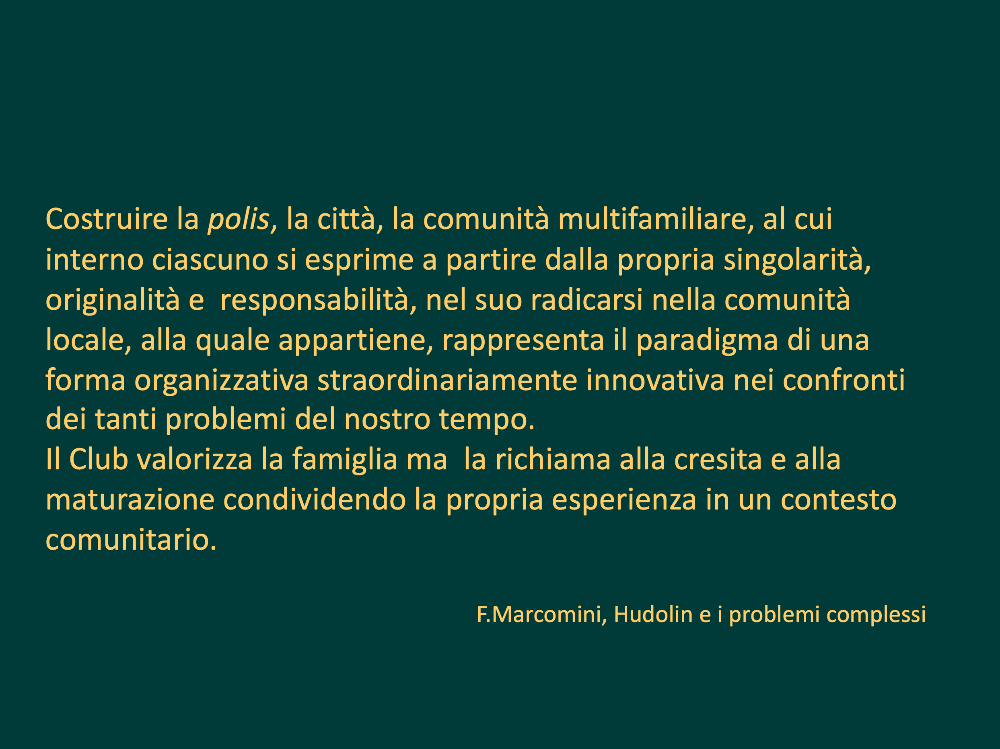 Costruire la polis, la città, la comunità multifamiliare, al cui
interno ciascuno si esprime a partire dalla propria singolarità,
originalità e  responsabilità, nel suo radicarsi nella comunità
locale, alla quale appartiene, rappresenta il paradigma di una
forma organizzativa straordinariamente innovativa nei confronti
dei tanti problemi del nostro tempo.
Il Club valorizza la famiglia ma  la richiama alla cresita e alla
maturazione condividendo la propria esperienza in un contesto
comunitario.
F.Marcomini, Hudolin e i problemi complessi